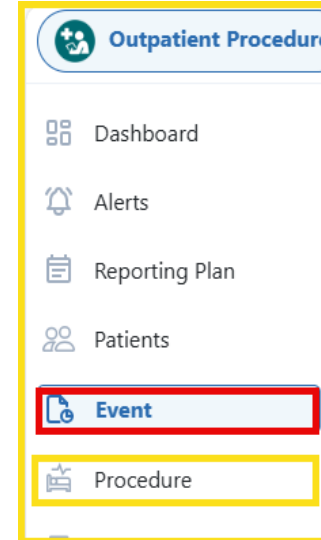 Outpatient Procedure
Dashboard
Alerts
Reporting Plan
Patients
Event
Procedure